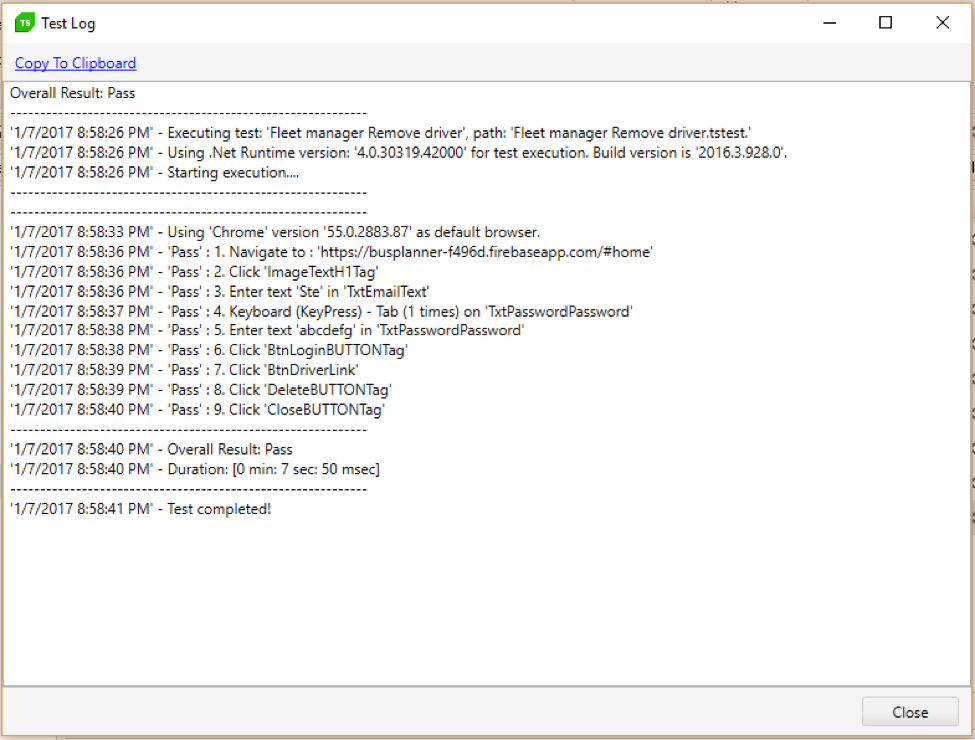 TS Test Log
Copy To Clipboard
Overall Result: Pass
------------------------------------------------------------
'1/7/2017 8:58:26 PM' - Executing test: 'Fleet manager Remove driver', path: 'Fleet manager Remove driver.tstest.'
'1/7/2017 8:58:26 PM' - Using .Net Runtime version: '4.0.30319.42000' for test execution. Build version is '2016.3.928.0'.
'1/7/2017 8:58:26 PM' - Starting execution....
------------------------------------------------------------
------------------------------------------------------------
'1/7/2017 8:58:33 PM' - Using 'Chrome' version '55.0.2883.87' as default browser.
'1/7/2017 8:58:36 PM' - 'Pass' : 1. Navigate to : 'https://busplanner-f496d.firebaseapp.com/#home'
'1/7/2017 8:58:36 PM' - 'Pass' : 2. Click 'ImageTextH1Tag'
'1/7/2017 8:58:36 PM' - 'Pass' : 3. Enter text 'Ste' in 'TxtEmailText'
'1/7/2017 8:58:37 PM' - 'Pass' : 4. Keyboard (KeyPress) - Tab (1 times) on 'TxtPasswordPassword'
'1/7/2017 8:58:38 PM' - 'Pass' : 5. Enter text 'abcdefg' in 'TxtPasswordPassword'
'1/7/2017 8:58:38 PM' - 'Pass' : 6. Click 'BtnLoginBUTTONTag'
'1/7/2017 8:58:39 PM' - 'Pass' : 7. Click 'BtnDriverLink'
'1/7/2017 8:58:39 PM' - 'Pass' : 8. Click 'DeleteBUTTONTag'
'1/7/2017 8:58:40 PM' - 'Pass' : 9. Click 'CloseBUTTONTag'
------------------------------------------------------------
'1/7/2017 8:58:40 PM' - Overall Result: Pass
'1/7/2017 8:58:40 PM' - Duration: [0 min: 7 sec: 50 msec]
------------------------------------------------------------
'1/7/2017 8:58:41 PM' - Test completed!
Close